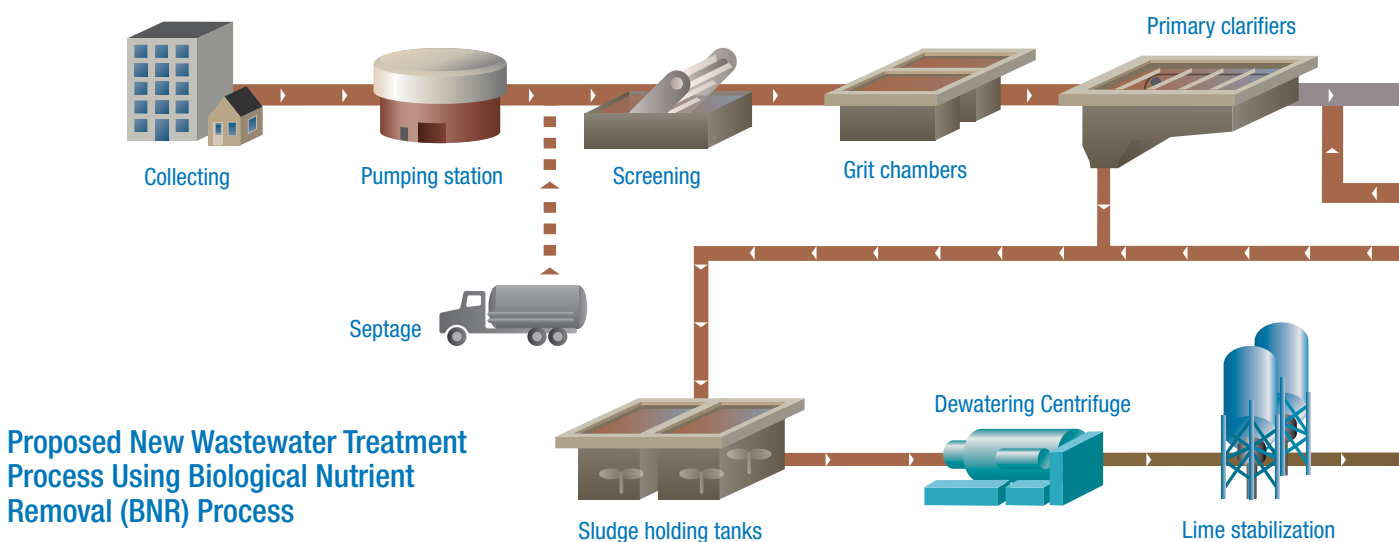 Primary clarifiers
Collecting
Pumping station
Screening
Grit chambers
Septage
Dewatering Centrifuge
Proposed New Wastewater Treatment
Process Using Biological Nutrient
Removal (BNR) Process
Sludge holding tanks
Lime stabilization